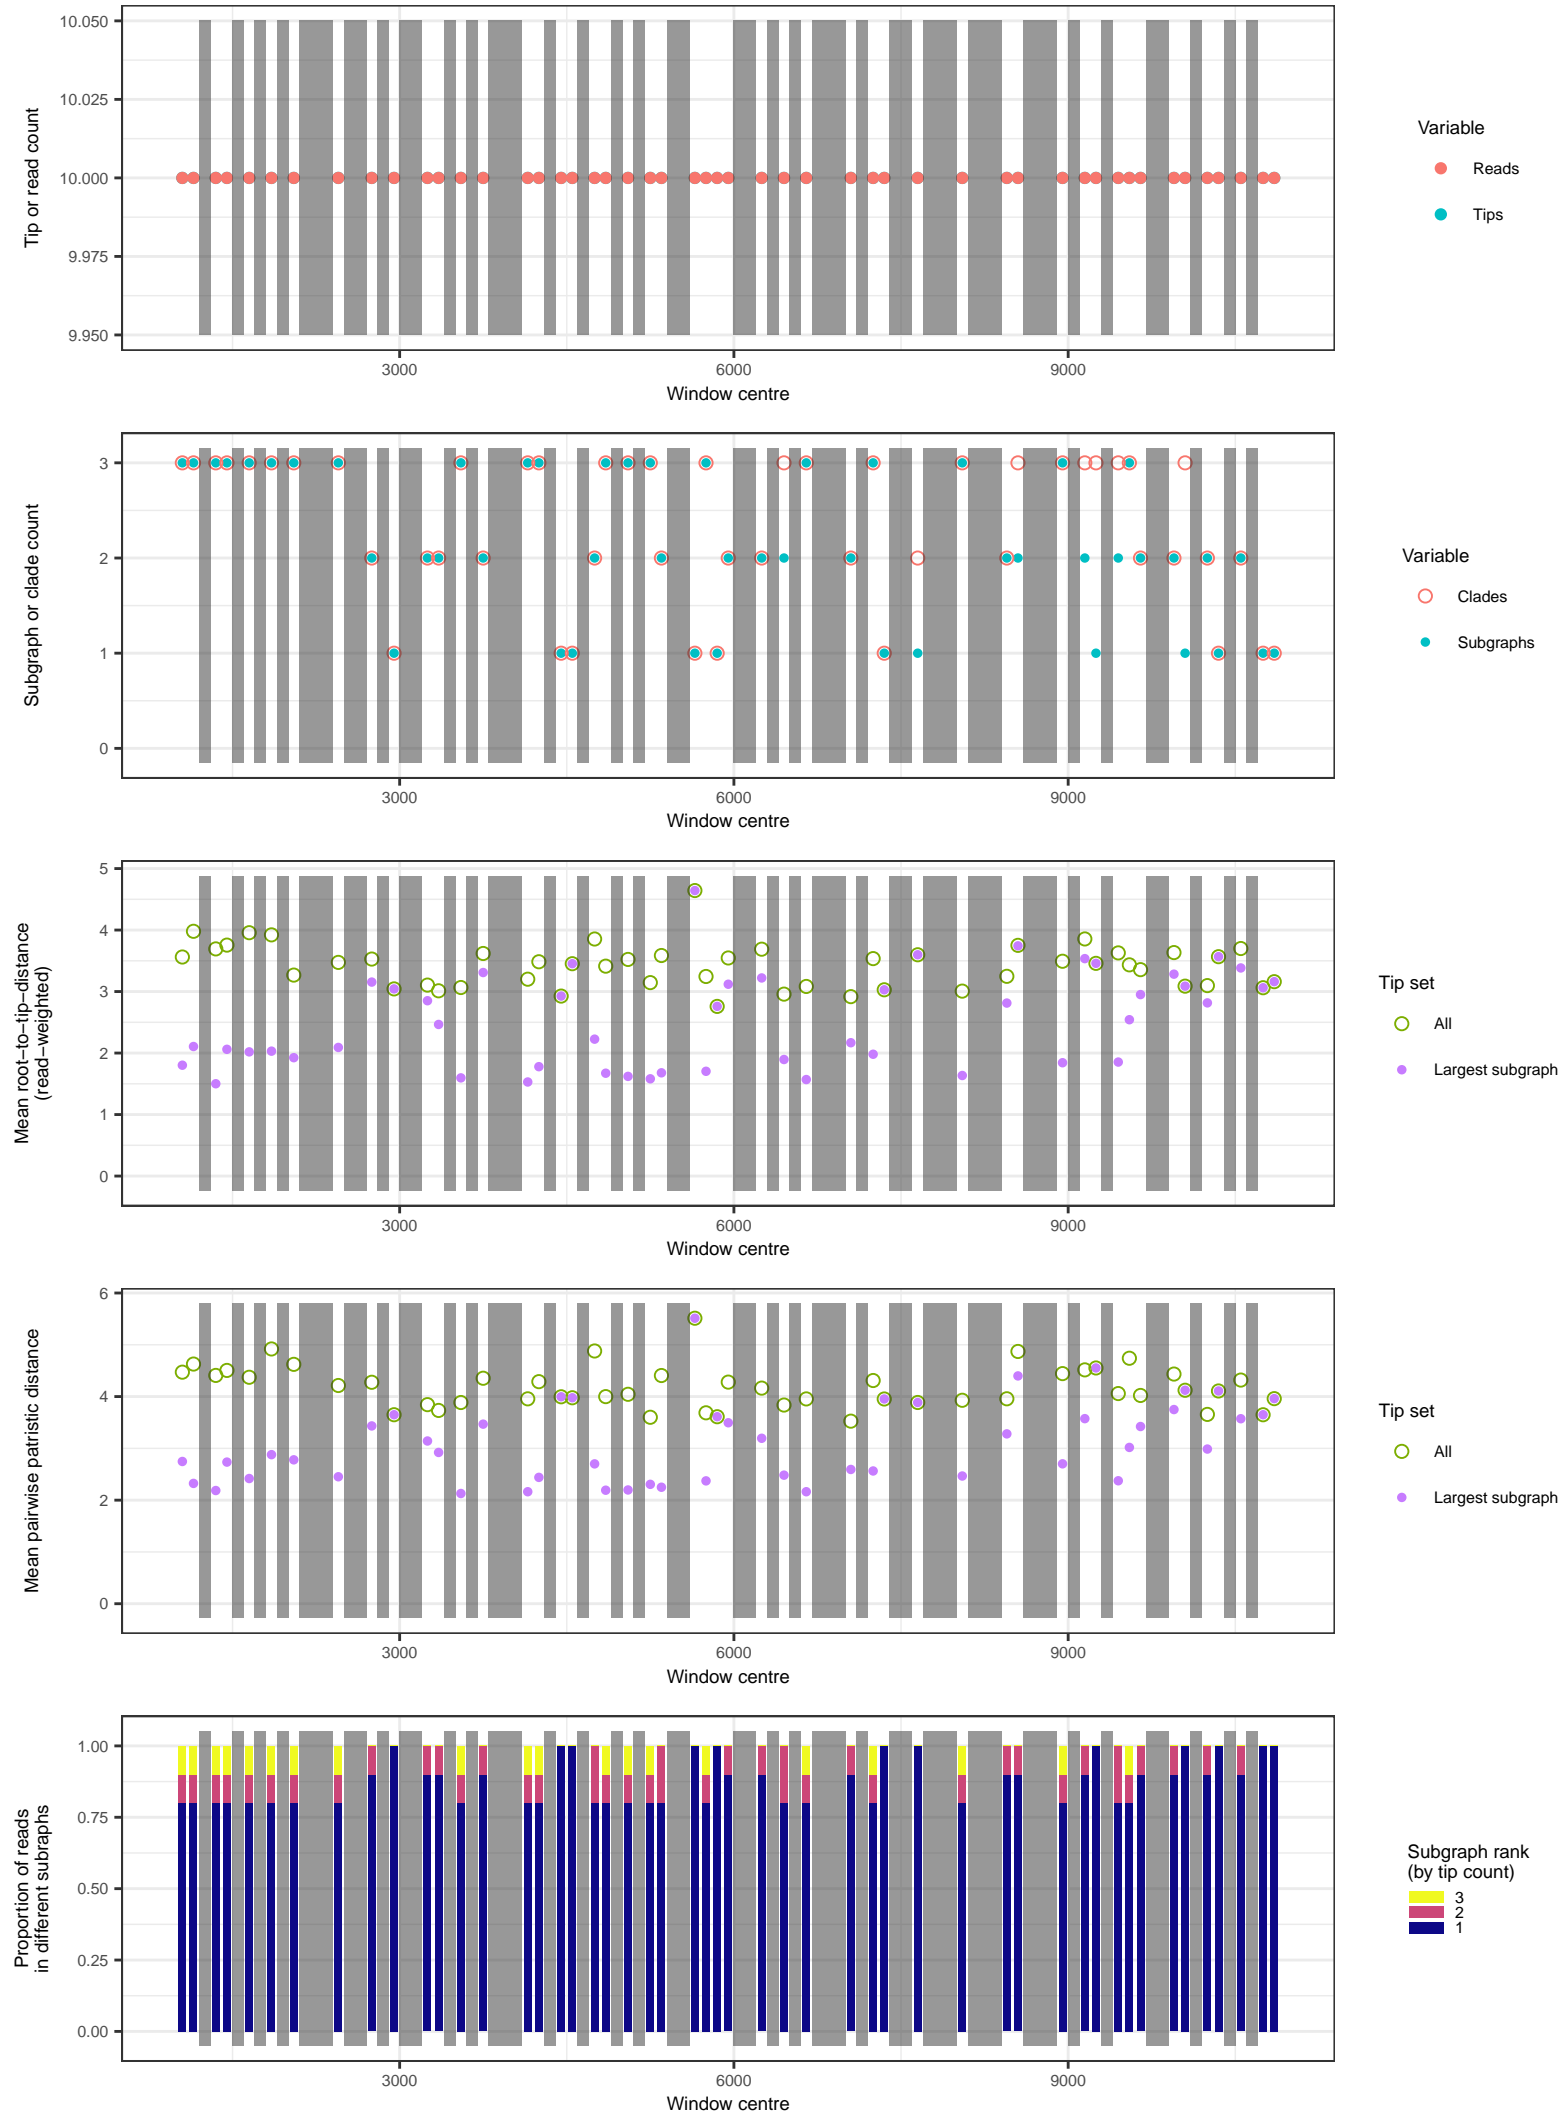 10.050
10.025
10.000
9.975
9.950
Tip or read count
3000
6000
9000
Window centre
Variable
Reads
Tips
3
2
1
0
Subgraph or clade count
3000
6000
9000
Window centre
Variable
Clades
Subgraphs
5
4
3
2
1
0
Mean root−to−tip−distance
(read−weighted)
3000
6000
9000
Window centre
Tip set
All
Largest subgraph
6
4
2
0
Mean pairwise patristic distance
3000
6000
9000
Window centre
Tip set
All
Largest subgraph
1.00
0.75
0.50
0.25
0.00
Proportion of reads
in different subraphs
3000
6000
9000
Window centre
Subgraph rank
(by tip count)
3
2
1